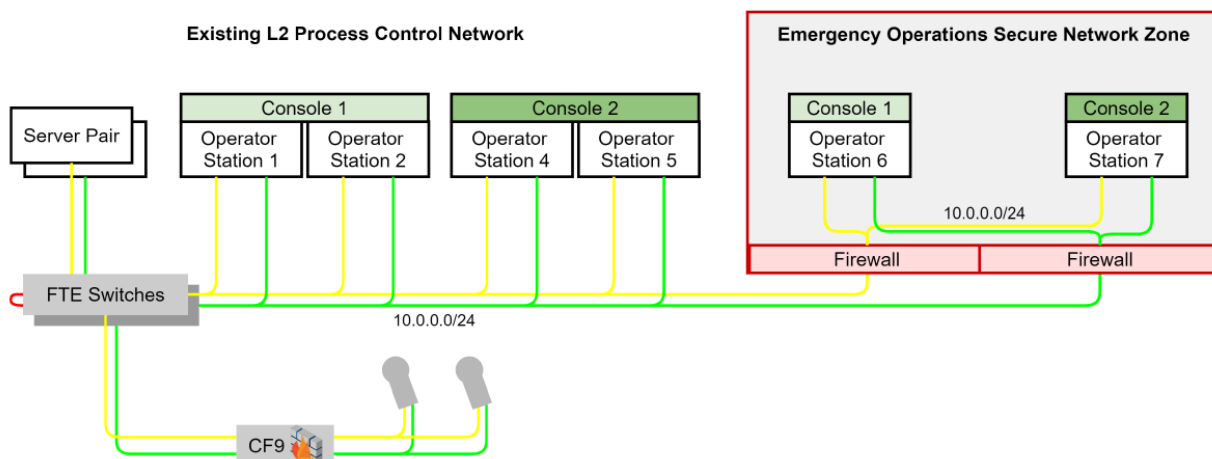 Existing L2 Process Control Network
Emergency Operations Secure Network Zone
Server Pair
Console 1
Operator
Station 1
Operator
Station 2
Console 2
Operator
Station 4
Operator
Station 5
Console 1
Operator
Station 6
Console 2
Operator
Station 7
10.0.0.0/24
Firewall
Firewall
FTE Switches
10.0.0.0/24
CF9